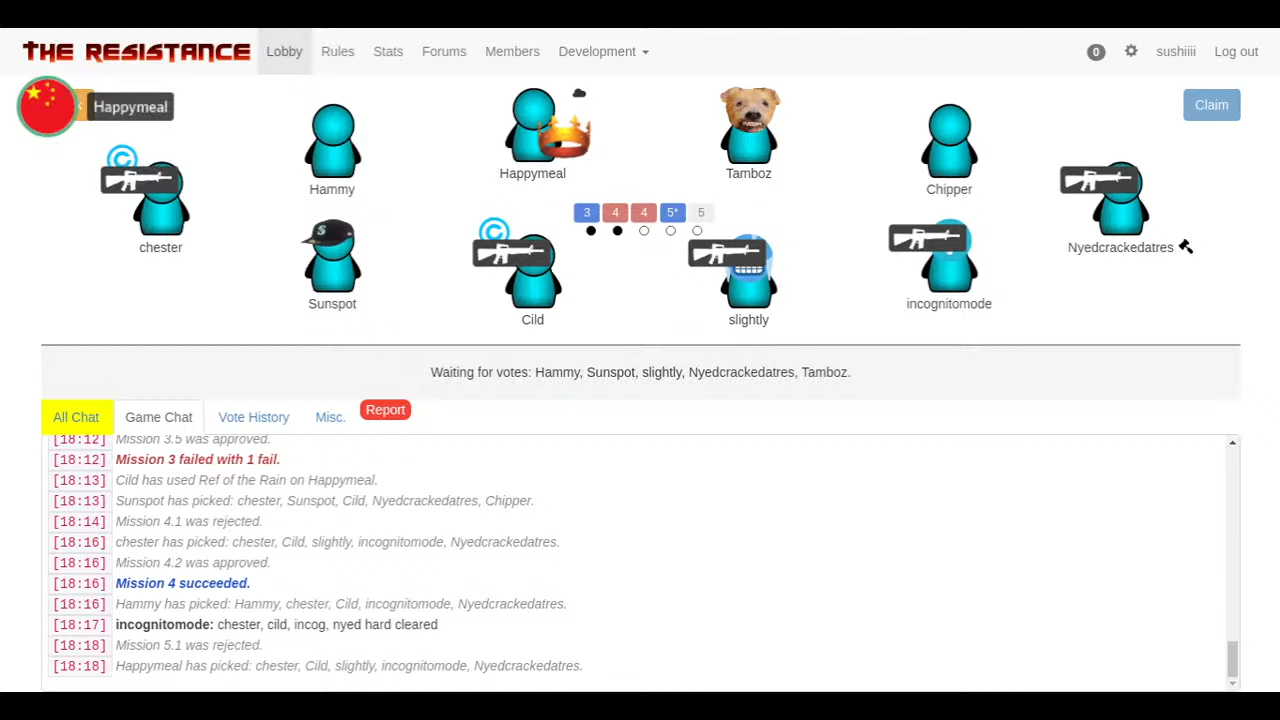 THE RESISTANCE Lobby Rules Stats Forums Members Development 0 sushiiii Log out
Happymeal
Claim
Hammy
Happymeal
Tamboz
Chipper
chester
Nyedcrackedatres
3 4 4 5* 5
S
Sunspot
Cild
slightly
incognitomode
Waiting for votes: Hammy, Sunspot, slightly, Nyedcrackedatres, Tamboz.
All Chat Game Chat Vote History Misc. Report
[18:12] Mission 3.5 was approved.
[18:12] Mission 3 failed with 1 fail.
[18:13] Cild has used Ref of the Rain on Happymeal.
[18:13] Sunspot has picked: chester, Sunspot, Cild, Nyedcrackedatres, Chipper.
[18:14] Mission 4.1 was rejected.
[18:16] chester has picked: chester, Cild, slightly, incognitomode, Nyedcrackedatres.
[18:16] Mission 4.2 was approved.
[18:16] Mission 4 succeeded.
[18:16] Hammy has picked: Hammy, chester, Cild, incognitomode, Nyedcrackedatres.
[18:17] incognitomode: chester, cild, incog, nyed hard cleared
[18:18] Mission 5.1 was rejected.
[18:18] Happymeal has picked: chester, Cild, slightly, incognitomode, Nyedcrackedatres.